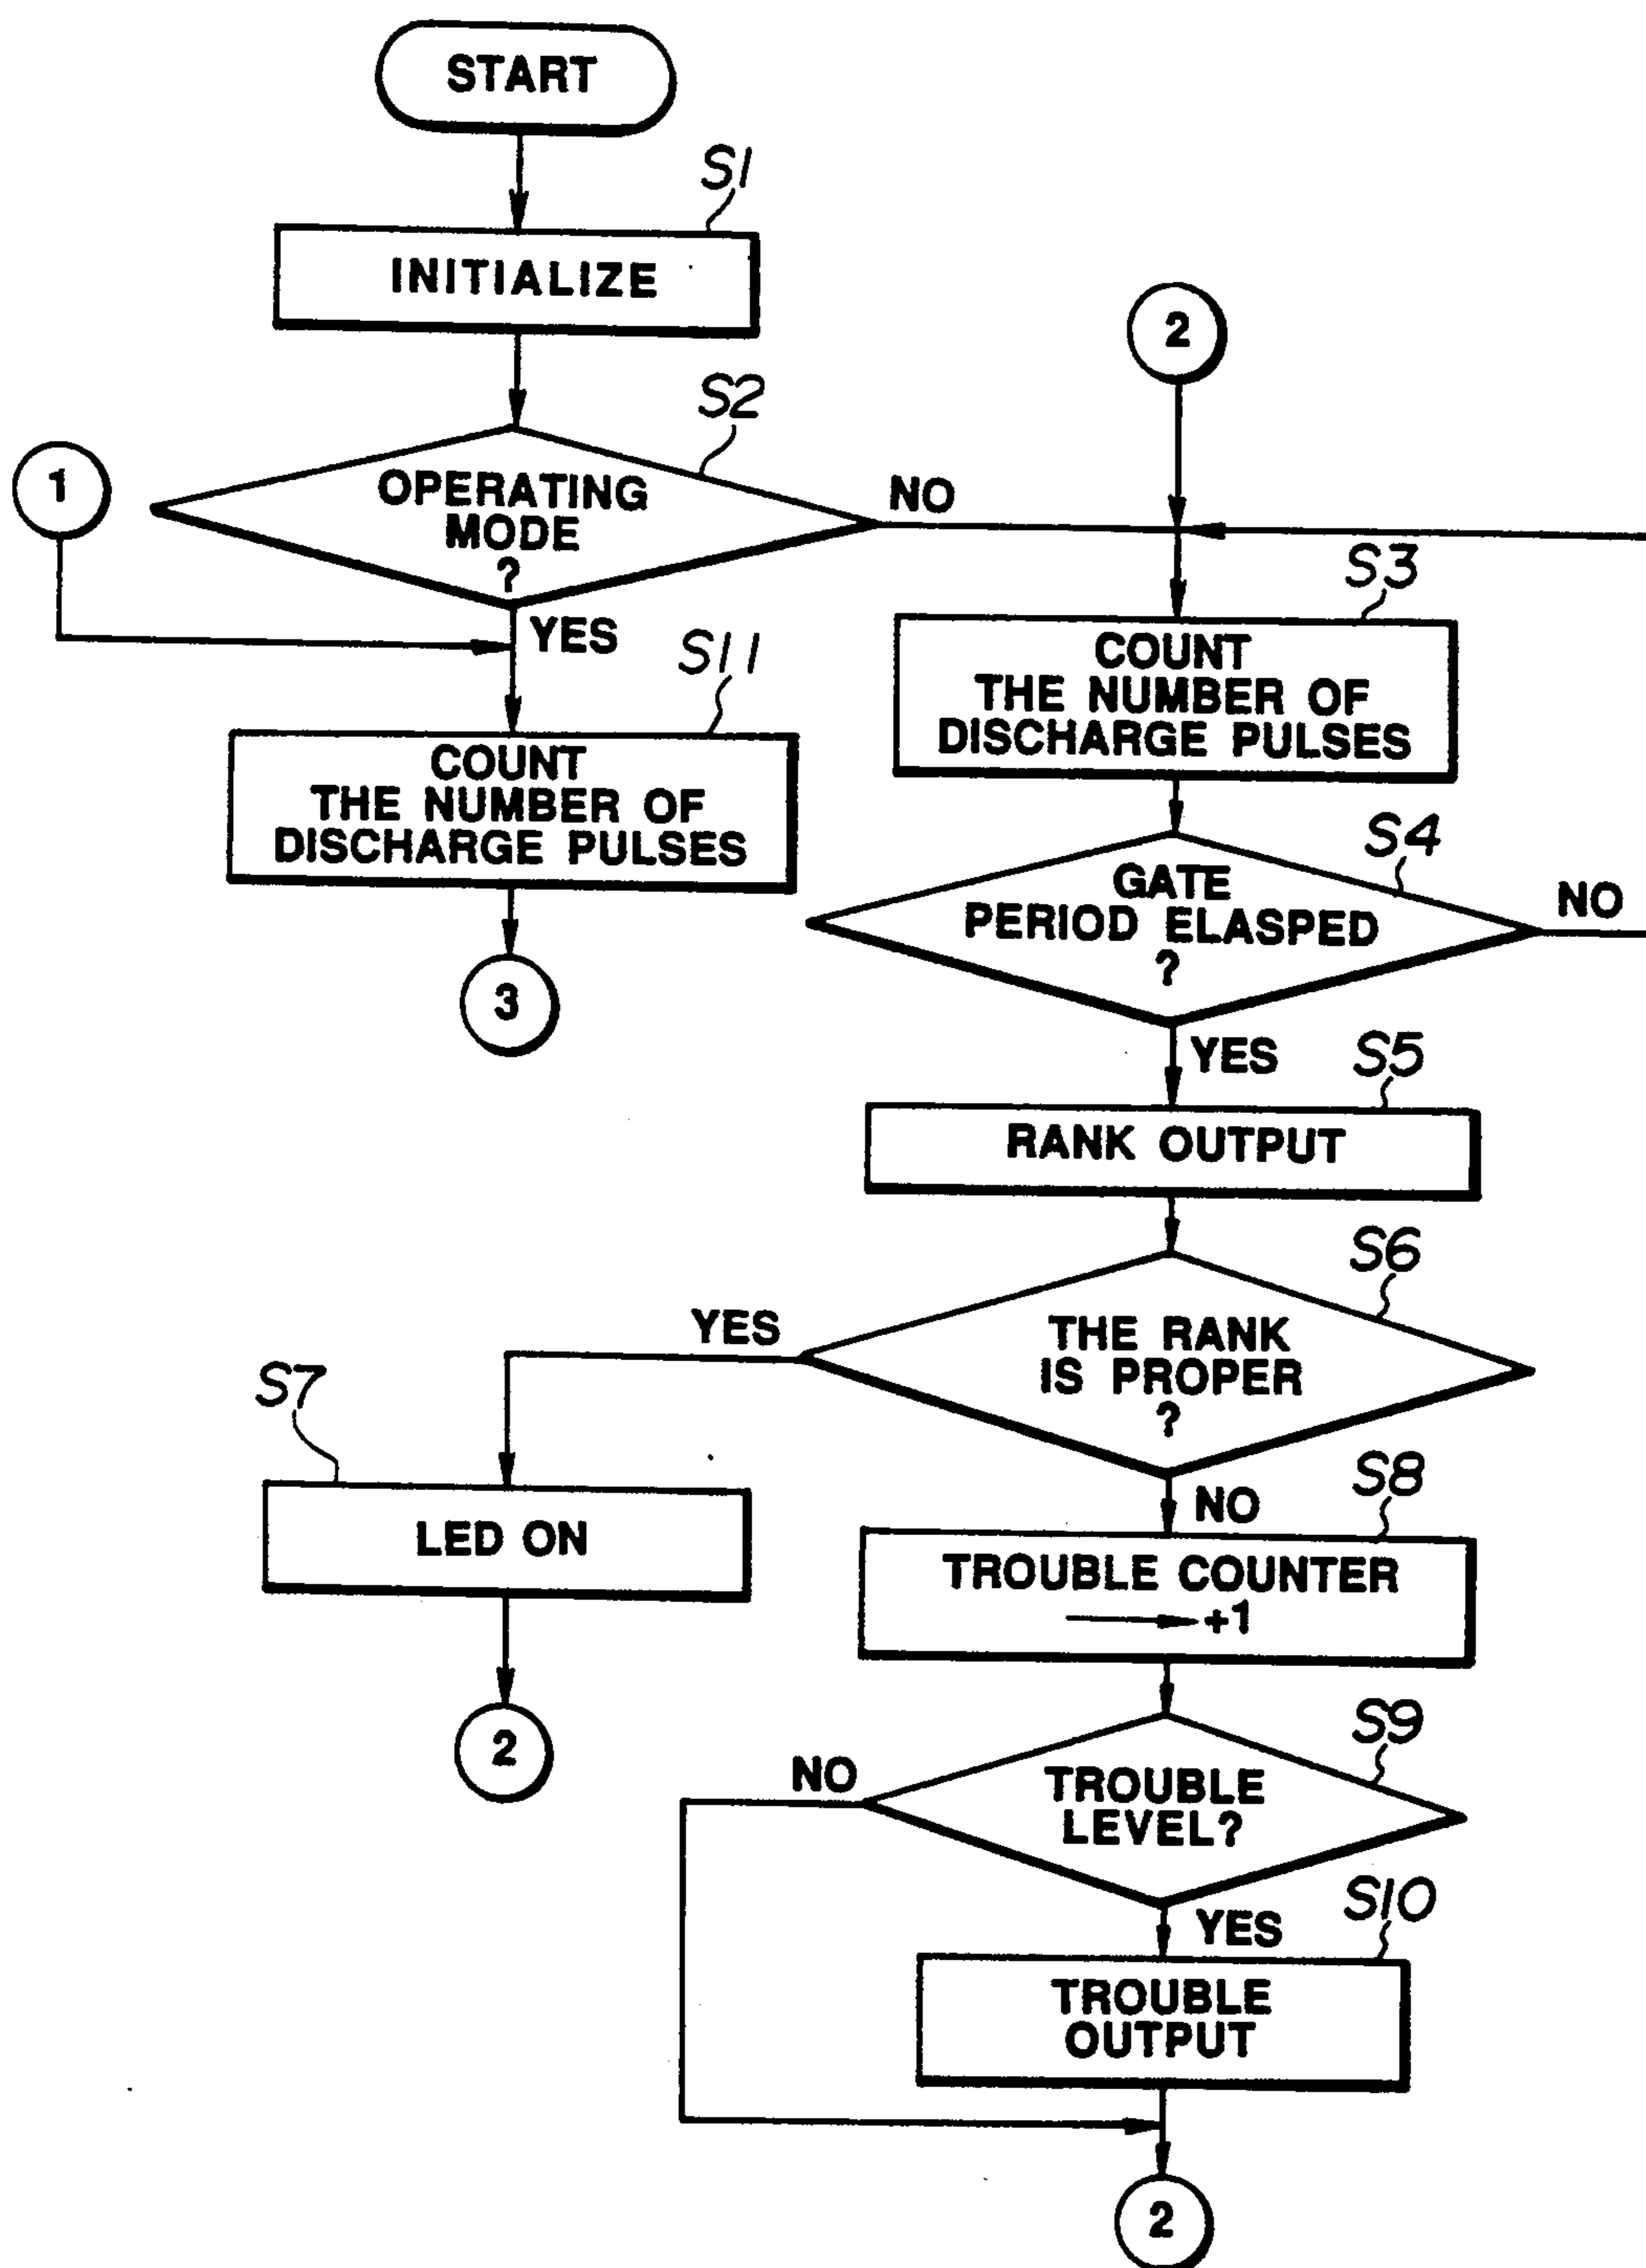 START
S1
INITIALIZE
S2
1
OPERATING
MODE
?
NO
YES
S11
COUNT
THE NUMBER OF
DISCHARGE PULSES
3
2
S3
COUNT
THE NUMBER OF
DISCHARGE PULSES
S4
GATE
PERIOD ELASPED
?
NO
YES
S5
RANK OUTPUT
S6
THE RANK
IS PROPER
?
YES
S7
LED ON
2
NO
S8
TROUBLE COUNTER
→ +1
S9
TROUBLE
LEVEL?
NO
YES
S10
TROUBLE
OUTPUT
2